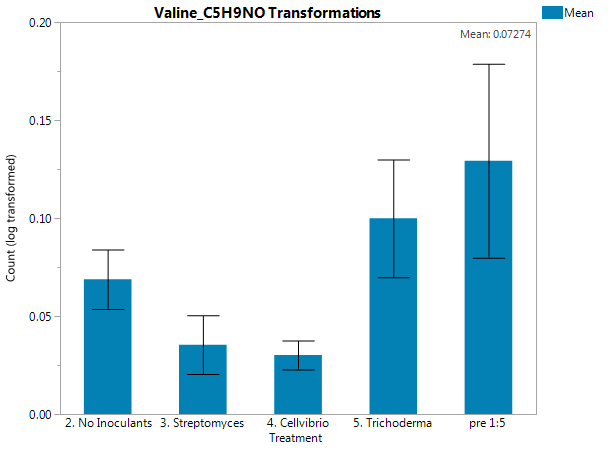 Valine_C5H9NO Transformations
Mean
Mean: 0.07274
Count (log transformed)
0.20
0.15
0.10
0.05
0.00
2. No Inoculants 3. Streptomyces 4. Cellvibrio 5. Trichoderma pre 1:5
Treatment